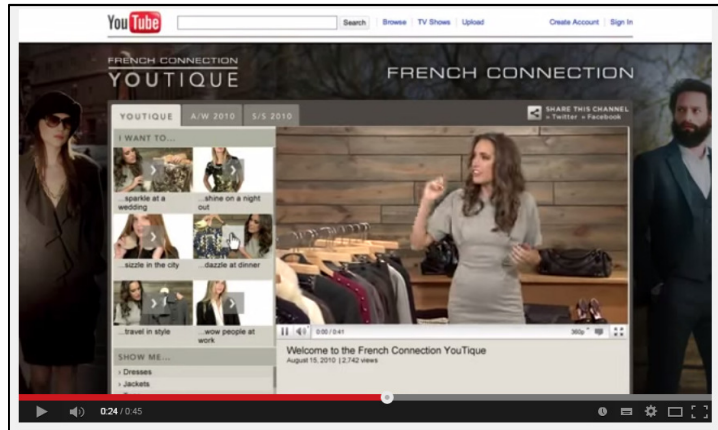 YouTube
Search Browse TV Shows Upload Create Account Sign In
FRENCH CONNECTION
YOUTIQUE
FRENCH CONNECTION
YOUTIQUE A/W 2010 S/S 2010
SHARE THIS CHANNEL
» Twitter » Facebook
I WANT TO...
...sparkle at a
wedding
...shine on a night
out
...sizzle in the city
...dazzle at dinner
...travel in style
...wow people at
work
SHOW ME...
› Dresses
› Jackets
0:00 / 0:41 360p
Welcome to the French Connection YouTique
August 15, 2010 | 2,742 views
0:24 / 0:45